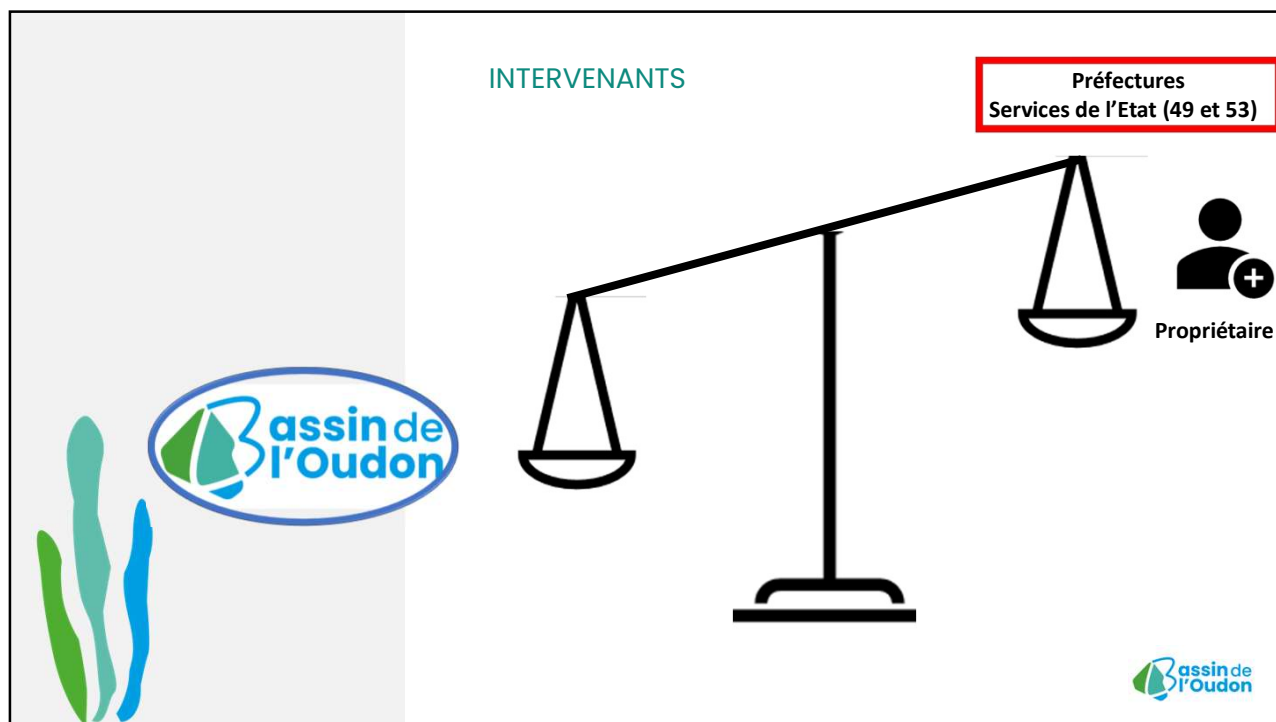 INTERVENANTS
Préfectures
Services de l'Etat (49 et 53)
Propriétaire
Bassin de
l'Oudon
Bassin de
l'Oudon